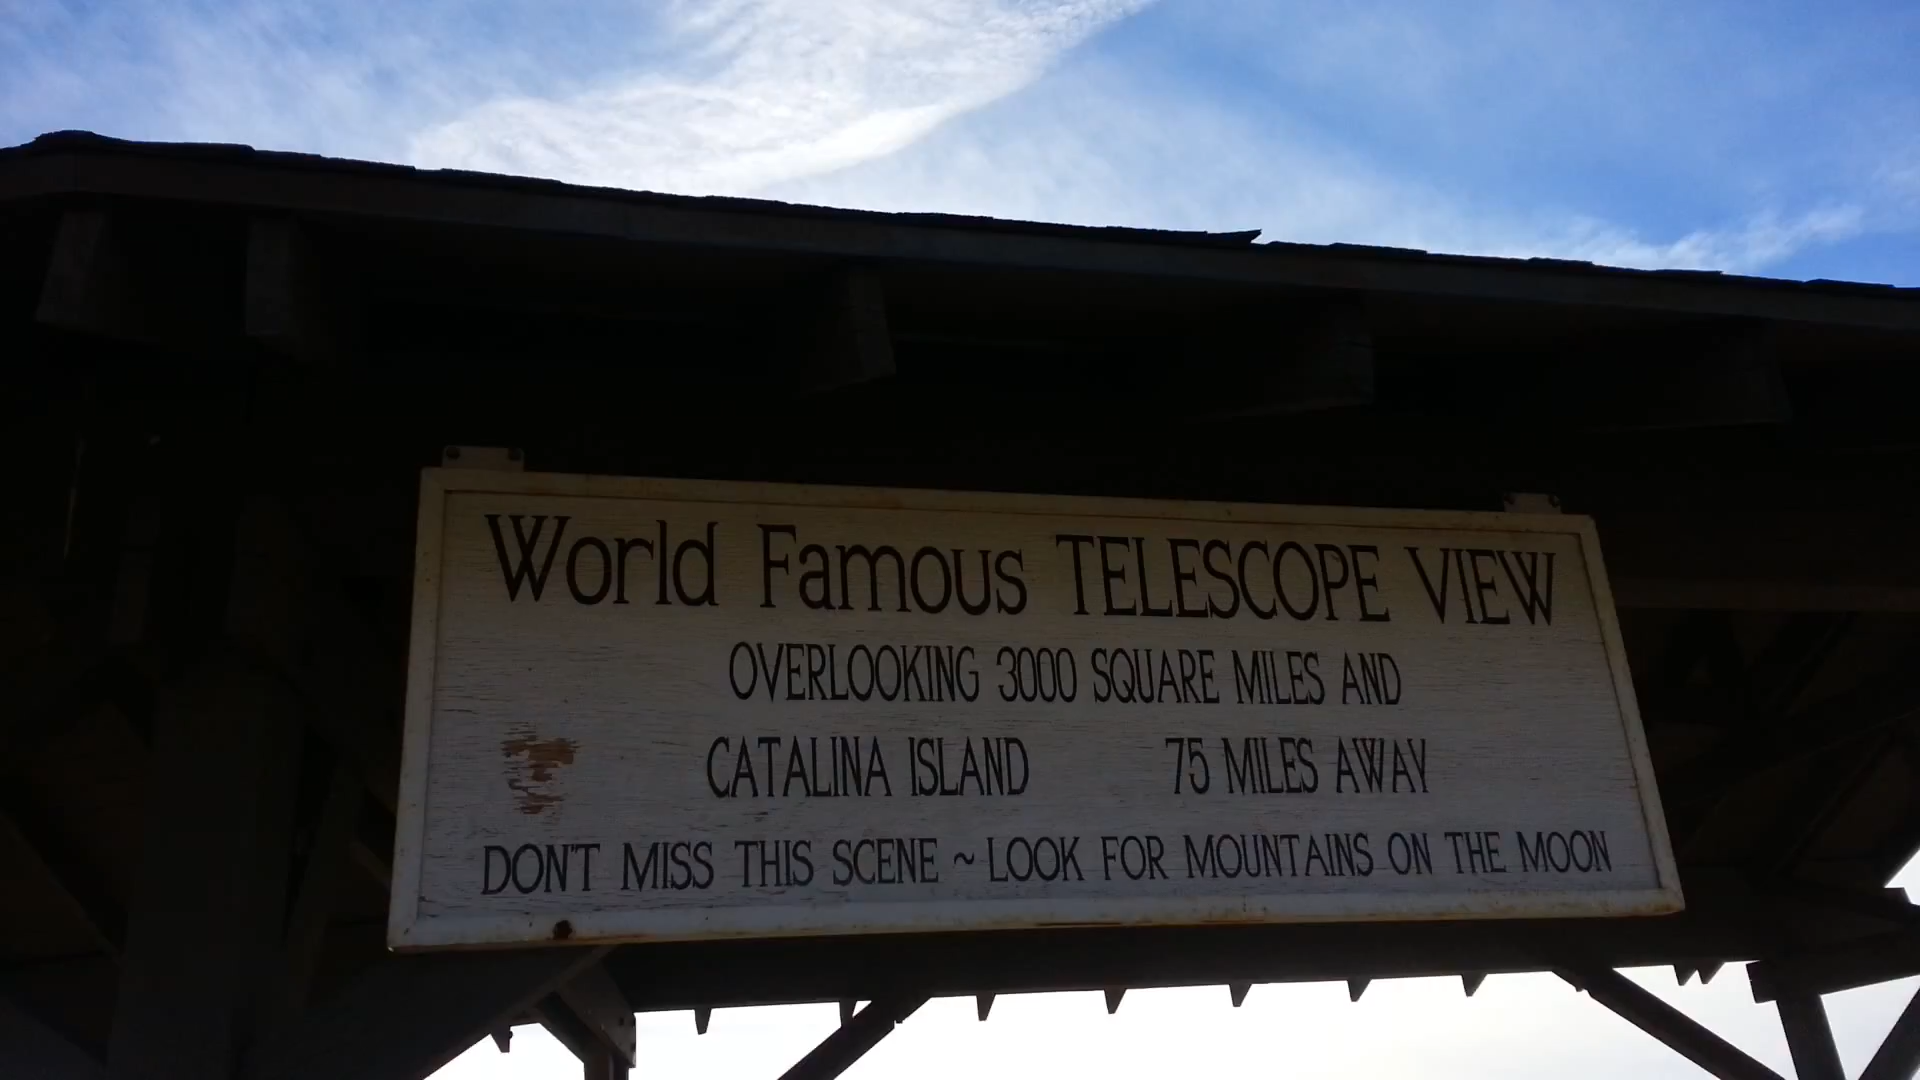 World Famous TELESCOPE VIEW
OVERLOOKING 3000 SQUARE MILES AND
CATALINA ISLAND 75 MILES AWAY
DON'T MISS THIS SCENE ~ LOOK FOR MOUNTAINS ON THE MOON